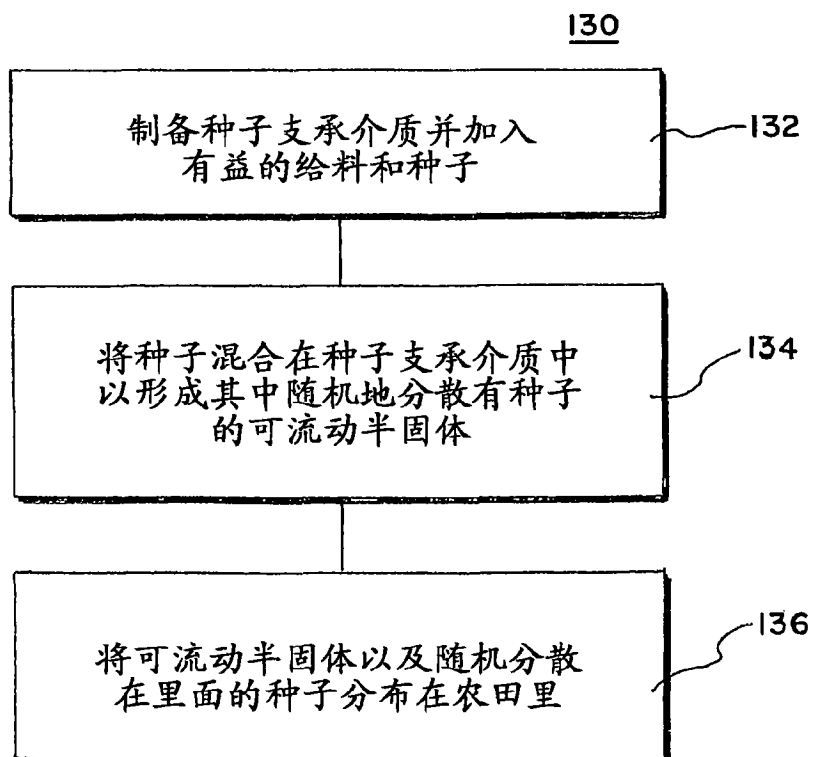 130
制备种子支承介质并加入
有益的给料和种子
132
将种子混合在种子支承介质中
以形成其中随机地分散有种子
的可流动半固体
134
将可流动半固体以及随机分散
在里面的种子分布在农田里
136